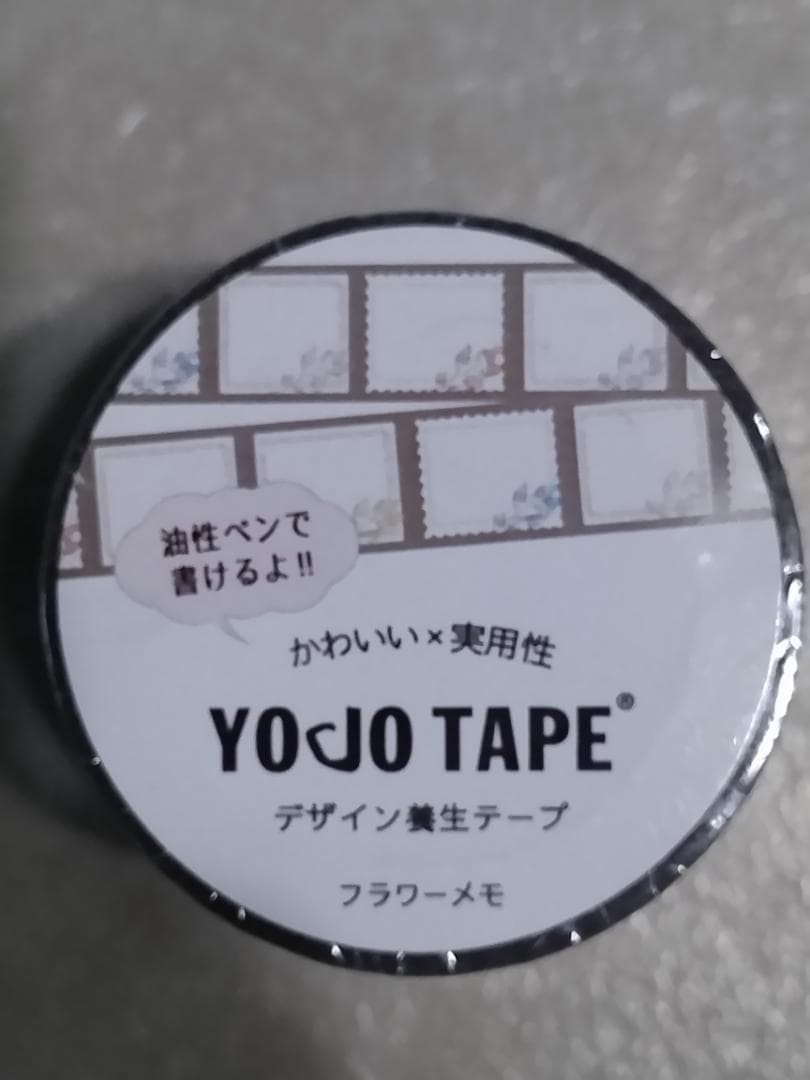 油性ペンで
書けるよ!!
かわいい×実用性
YOJO TAPE®
デザイン養生テープ
フラワーメモ